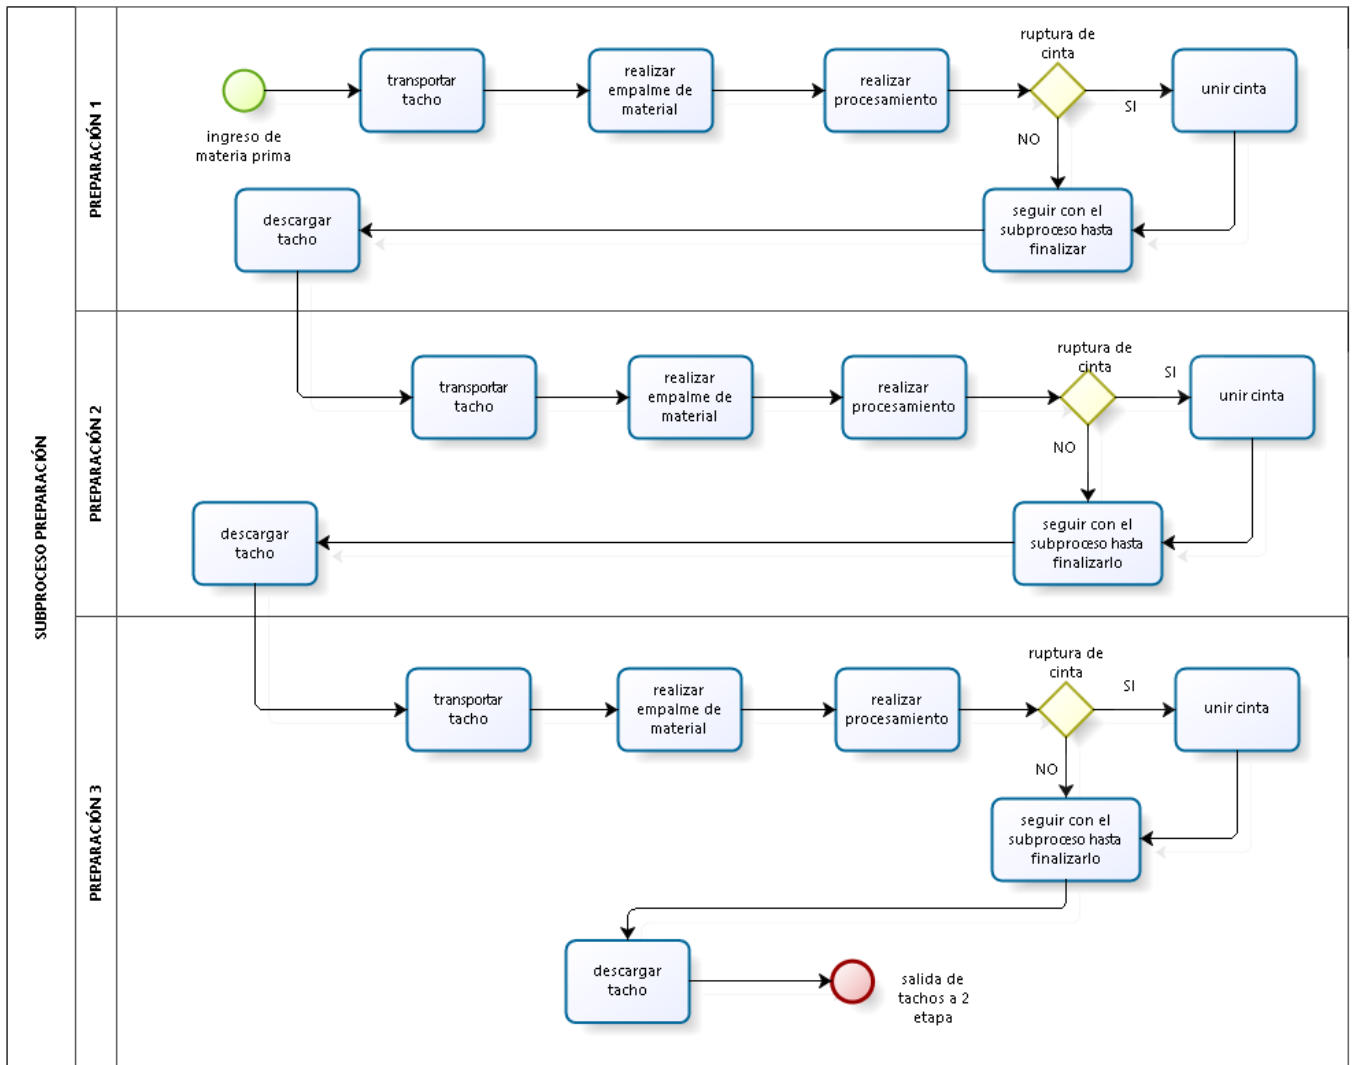 SUBPROCESO PREPARACIÓN
PREPARACIÓN 1
ingreso de
materia prima
transportar
tacho
realizar
empalme de
material
realizar
procesamiento
ruptura de
cinta
SI
NO
unir cinta
seguir con el
subproceso hasta
finalizar
descargar
tacho
PREPARACIÓN 2
transportar
tacho
realizar
empalme de
material
realizar
procesamiento
ruptura de
cinta
SI
NO
unir cinta
seguir con el
subproceso hasta
finalizarlo
descargar
tacho
PREPARACIÓN 3
transportar
tacho
realizar
empalme de
material
realizar
procesamiento
ruptura de
cinta
SI
NO
unir cinta
seguir con el
subproceso hasta
finalizarlo
descargar
tacho
salida de
tachos a 2
etapa